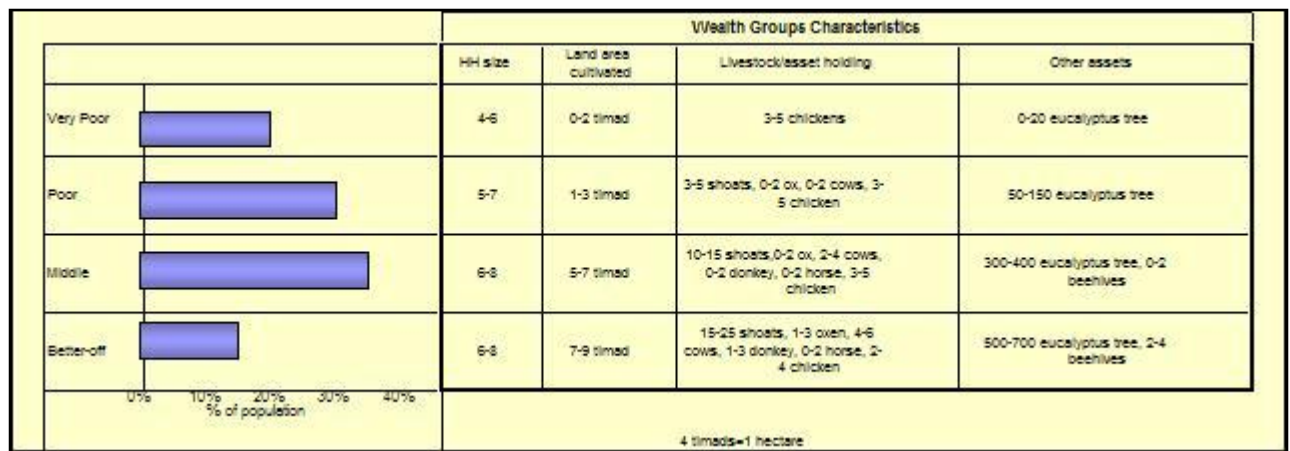 Wealth Groups Characteristics
HH size
Land area
cultivated
Livestock/asset holding
Other assets
Very Poor
4-6
0-2 timad
3-5 chickens
0-20 eucalyptus tree
Poor
5-7
1-3 timad
3-5 shoats, 0-2 ox, 0-2 cows, 3-
5 chicken
50-150 eucalyptus tree
Middle
6-8
5-7 timad
10-15 shoats,0-2 ox, 2-4 cows,
0-2 donkey, 0-2 horse, 3-5
chicken
300-400 eucalyptus tree, 0-2
beehives
Better-off
6-8
7-9 timad
15-25 shoats, 1-3 oxen, 4-6
cows, 1-3 donkey, 0-2 horse, 2-
4 chicken
500-700 eucalyptus tree, 2-4
beehives
0% 10% 20% 30% 40%
% of population
4 timads=1 hectare